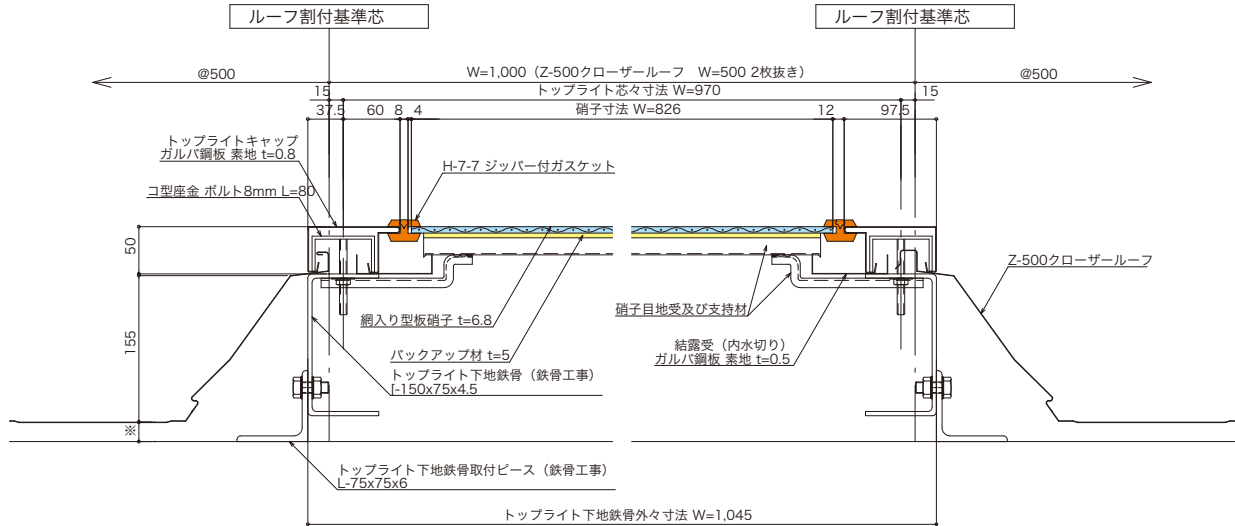 ルーフ割付基準芯
ルーフ割付基準芯
@500
W=1,000（Z-500クローザールーフ　W=500 2枚抜き）
@500
15
トップライト芯々寸法 W=970
15
37.5
60
8
4
硝子寸法 W=826
12
97.5
トップライトキャップ
ガルバ鋼板 素地 t=0.8
H-7-7 ジッパー付ガスケット
コ型座金 ボルト8mm L=80
50
Z-500クローザールーフ
網入り型板硝子 t=6.8
硝子目地受及び支持材
155
バックアップ材 t=5
結露受（内水切り）
ガルバ鋼板 素地 t=0.5
トップライト下地鉄骨（鉄骨工事）
[-150x75x4.5
※
トップライト下地鉄骨取付ピース（鉄骨工事）
L-75x75x6
トップライト下地鉄骨外々寸法 W=1,045